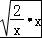 √(2/x • x)